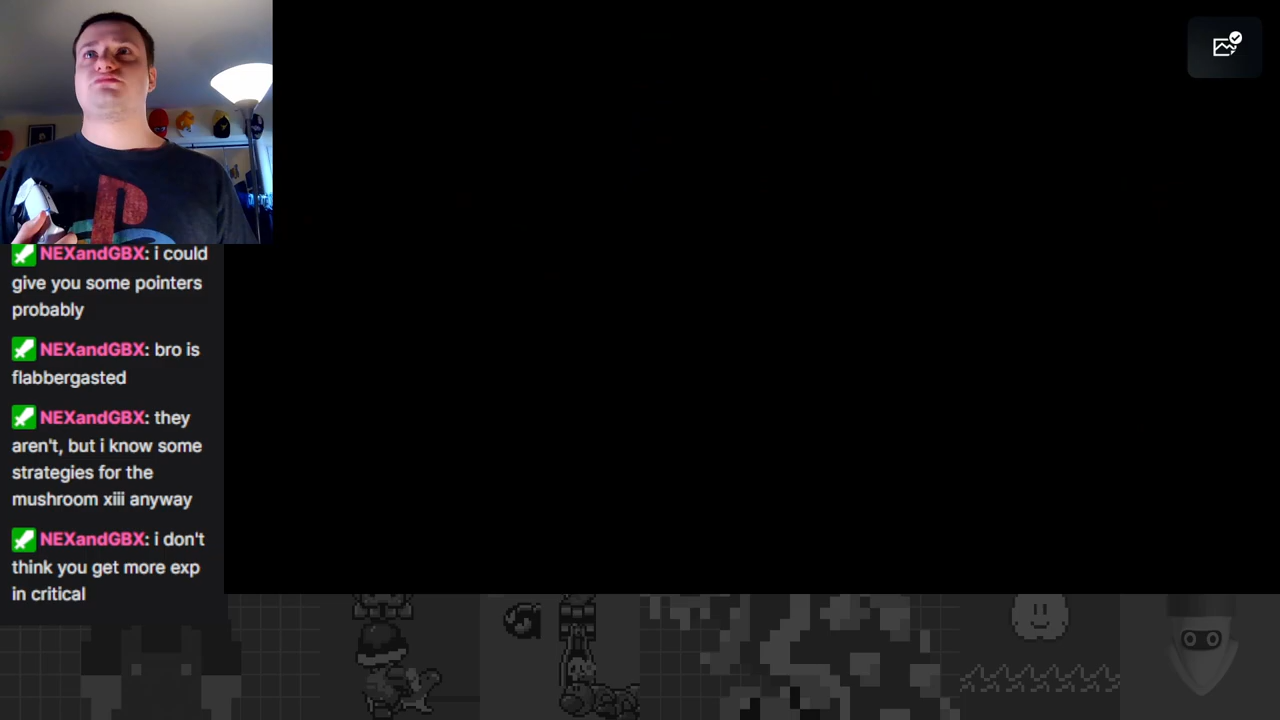 NEXandGBX: i could
give you some pointers
probably
NEXandGBX: bro is
flabbergasted
NEXandGBX: they
aren't, but i know some
strategies for the
mushroom xiii anyway
NEXandGBX: i don't
think you get more exp
in critical